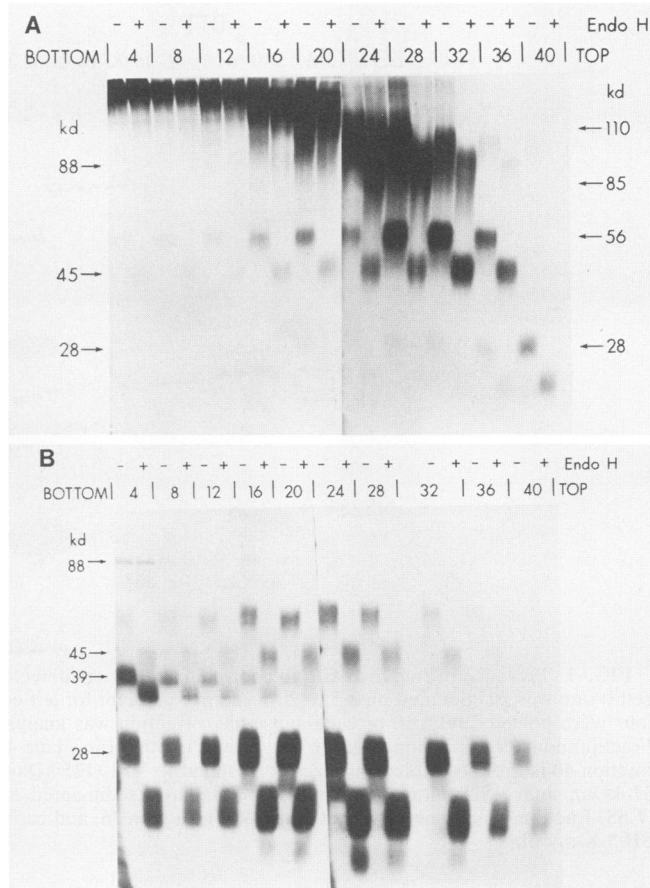 A
- + - + - + - + - + - + - + - + - + - + Endo H
BOTTOM | 4 | 8 | 12 | 16 | 20 | 24 | 28 | 32 | 36 | 40 | TOP
kd
88
45
28
kd
110
85
56
28
B
- + - + - + - + - + - + - + - + - + - + Endo H
BOTTOM | 4 | 8 | 12 | 16 | 20 | 24 | 28 | 32 | 36 | 40 | TOP
kd
88
45
39
28